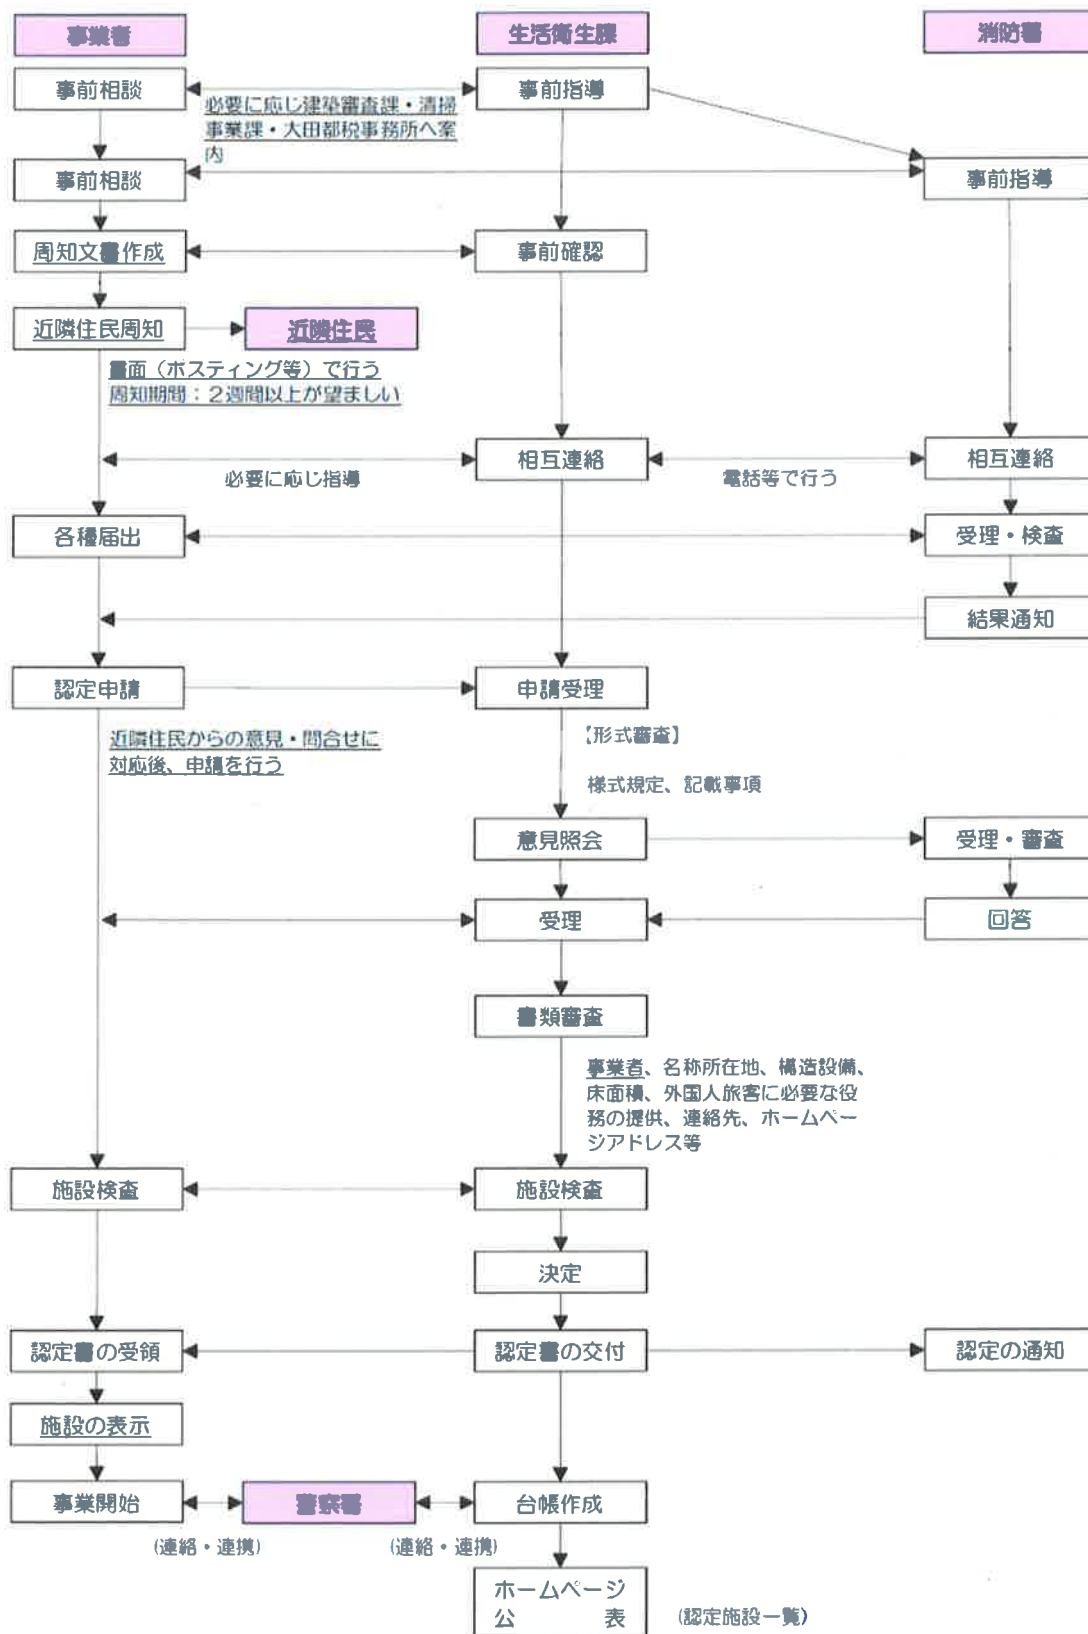 事業者
生活衛生課
消防署
事前相談
事前指導
必要に応じ建築審査課・清掃
事業課・大田都税事務所へ案
内
事前相談
事前指導
周知文書作成
事前確認
近隣住民周知
近隣住民
書面（ポスティング等）で行う
周知期間：２週間以上が望ましい
相互連絡
相互連絡
必要に応じ指導
電話等で行う
各種届出
受理・検査
結果通知
認定申請
申請受理
近隣住民からの意見・問合せに
対応後、申請を行う
【形式審査】
様式規定、記載事項
意見照会
受理・審査
受理
回答
書類審査
事業者、名称所在地、構造設備、
床面積、外国人旅客に必要な役
務の提供、連絡先、ホームペー
ジアドレス等
施設検査
施設検査
決定
認定書の受領
認定書の交付
認定の通知
施設の表示
事業開始
警察署
台帳作成
(連絡・連携)
(連絡・連携)
ホームページ
公　　　表
(認定施設一覧)